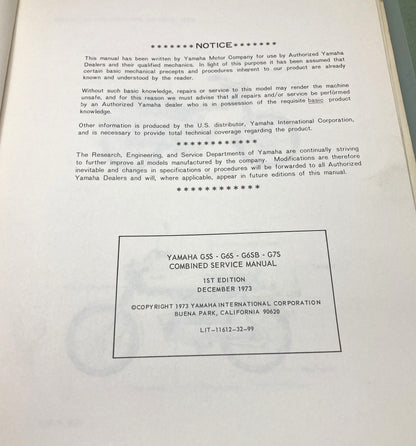 *******NOTICE*******
This manual has been written by Yamaha Motor Company for use by Authorized Yamaha
Dealers and their qualified mechanics. In light of this purpose it has been assumed that
certain basic mechanical precepts and procedures inherent to our product are already
known and understood by the reader.
Without such basic knowledge, repairs or service to this model may render the machine
unsafe, and for this reason we must advise that all repairs and/or service be performed
by an Authorized Yamaha dealer who is in possession of the requisite basic product
knowledge.
Other information is produced by the U.S. distributor, Yamaha International Corporation,
and is necessary to provide total technical coverage regarding the product.
************
The Research, Engineering, and Service Departments of Yamaha are continually striving
to further improve all models manufactured by the company. Modifications are therefore
inevitable and changes in specifications or procedures will be forwarded to all Authorized
Yamaha Dealers and will, where applicable, appear in future editions of this manual.
************
YAMAHA G5S - G6S - G6SB - G7S
COMBINED SERVICE MANUAL
1ST EDITION
DECEMBER 1973
©COPYRIGHT 1973 YAMAHA INTERNATIONAL CORPORATION
BUENA PARK, CALIFORNIA 90620
LIT-11612-32-99